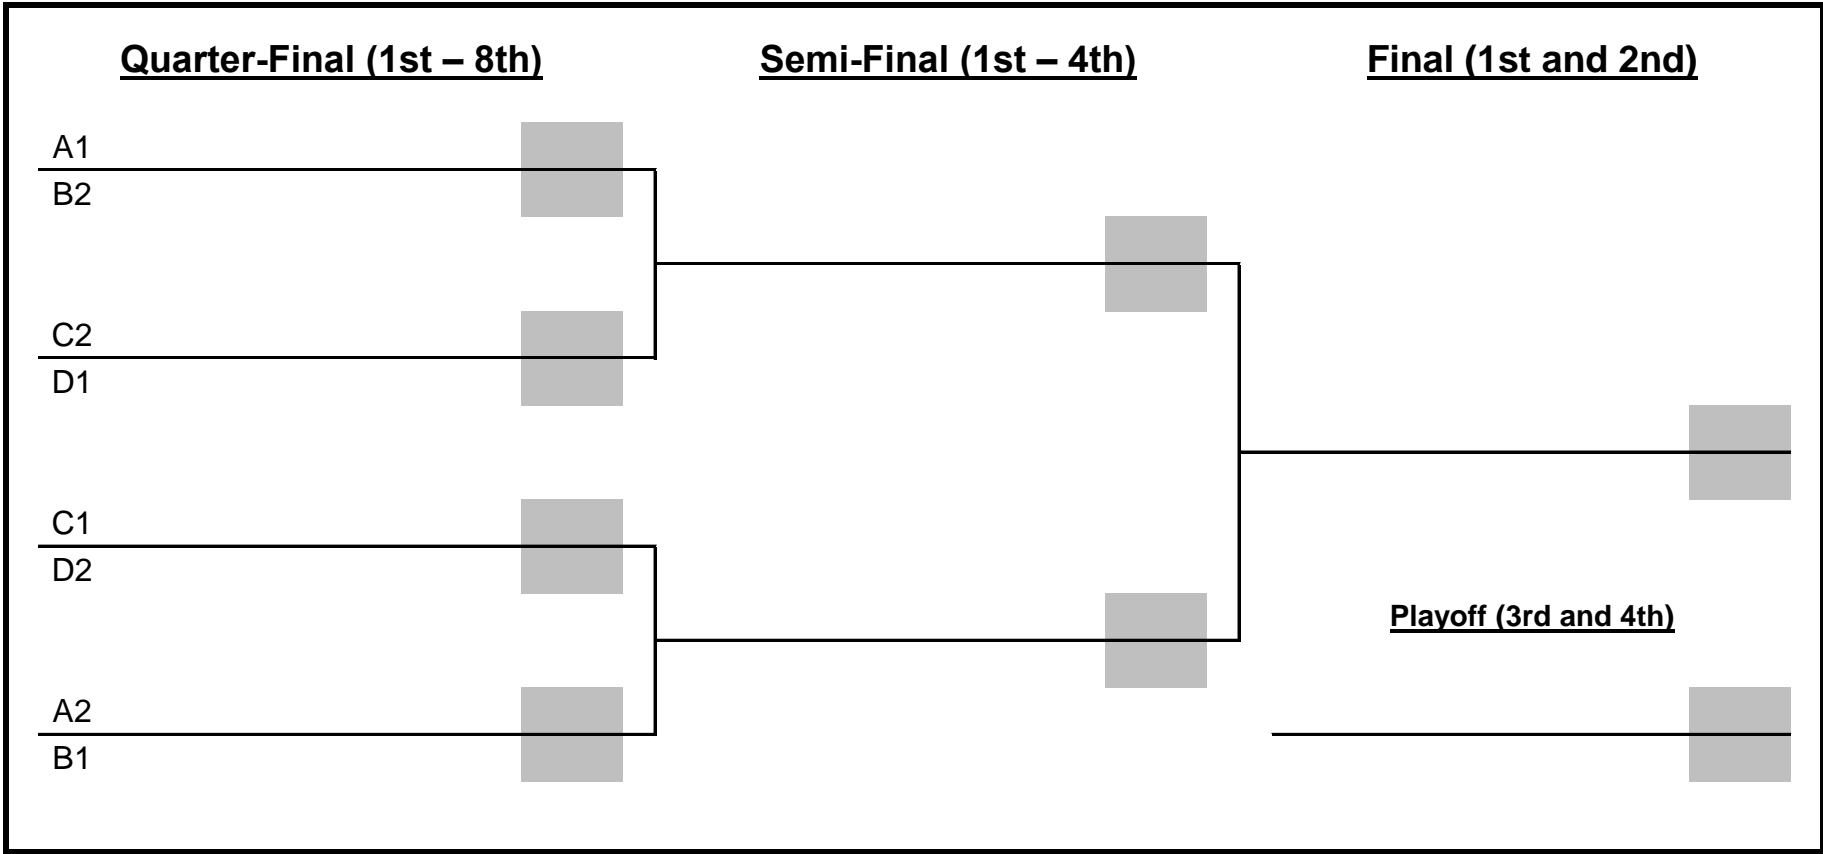 Quarter-Final (1st – 8th)
Semi-Final (1st – 4th)
Final (1st and 2nd)
A1
B2
C2
D1
C1
D2
Playoff (3rd and 4th)
A2
B1